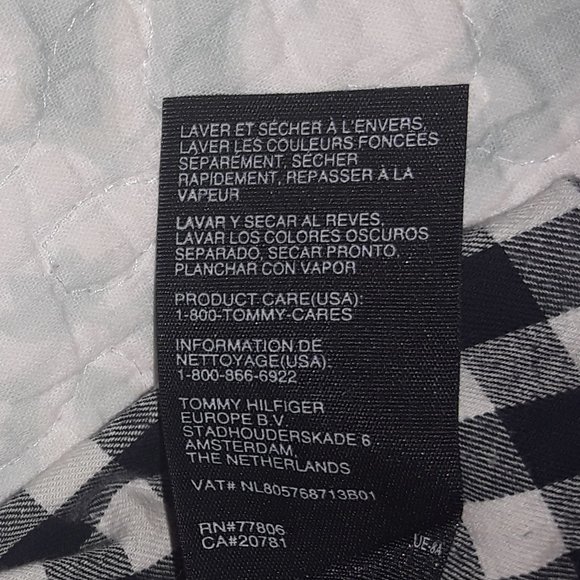 LAVER ET SÉCHER À L'ENVERS,
LAVER LES COULEURS FONCÉES
SÉPARÉMENT, SÉCHER
RAPIDEMENT, REPASSER À LA
VAPEUR
LAVAR Y SECAR AL REVES,
LAVAR LOS COLORES OSCUROS
SEPARADO, SECAR PRONTO,
PLANCHAR CON VAPOR
PRODUCT CARE(USA):
1-800-TOMMY-CARES
INFORMATION DE
NETTOYAGE(USA):
1-800-866-6922
TOMMY HILFIGER
EUROPE B.V.
STADHOUDERSKADE 6
AMSTERDAM,
THE NETHERLANDS
VAT# NL805768713B01
RN#77806
CA#20781